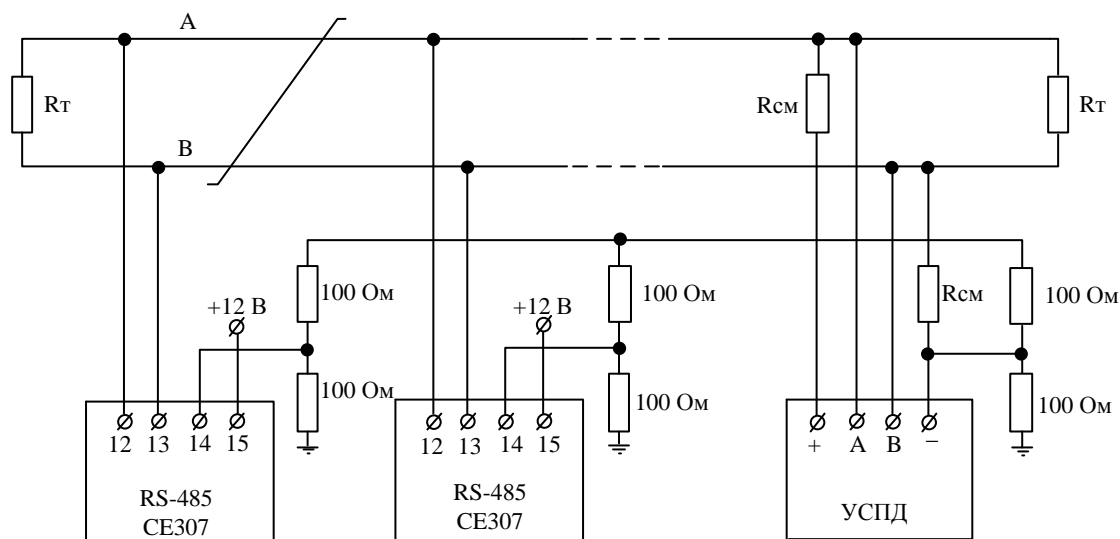 A
Rт
Rсм
Rт
B
100 Ом
100 Ом
Rсм
100 Ом
+12 В
+12 В
100 Ом
100 Ом
100 Ом
12 13 14 15
12 13 14 15
+ A B −
RS-485
CE307
RS-485
CE307
УСПД